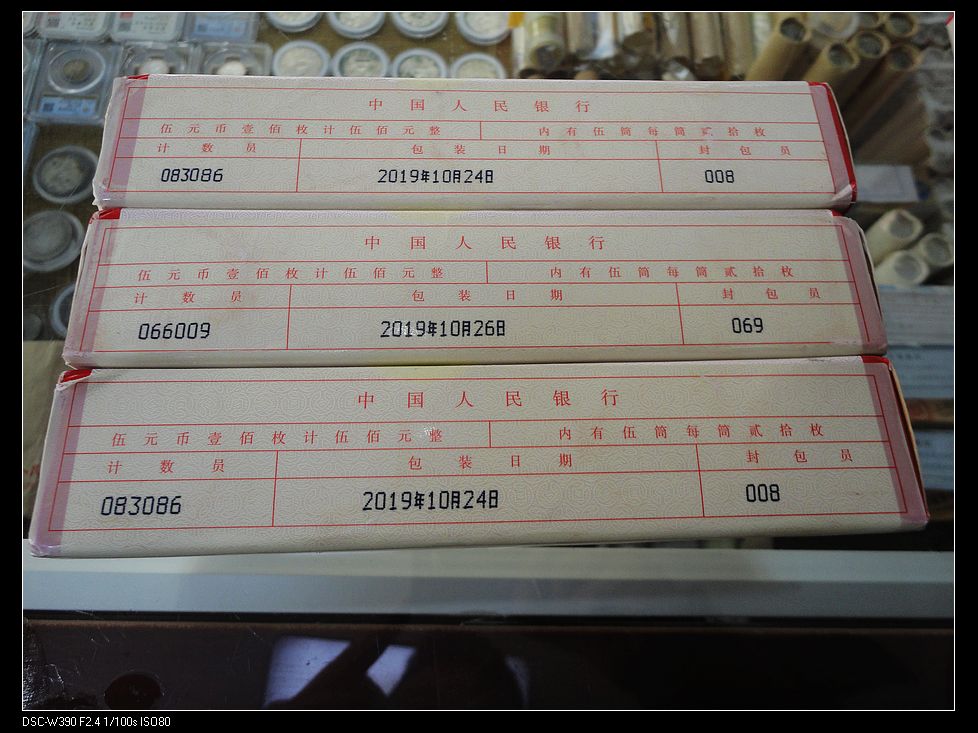 中国人民银行
伍元币壹佰枚计伍佰元整 内有伍筒每筒贰拾枚
计数员 包装日期 封包员
083086 2019年10月24日 008
中国人民银行
伍元币壹佰枚计伍佰元整 内有伍筒每筒贰拾枚
计数员 包装日期 封包员
066009 2019年10月26日 069
中国人民银行
伍元币壹佰枚计伍佰元整 内有伍筒每筒贰拾枚
计数员 包装日期 封包员
083086 2019年10月24日 008
DSC-W390 F2.4 1/100s ISO80